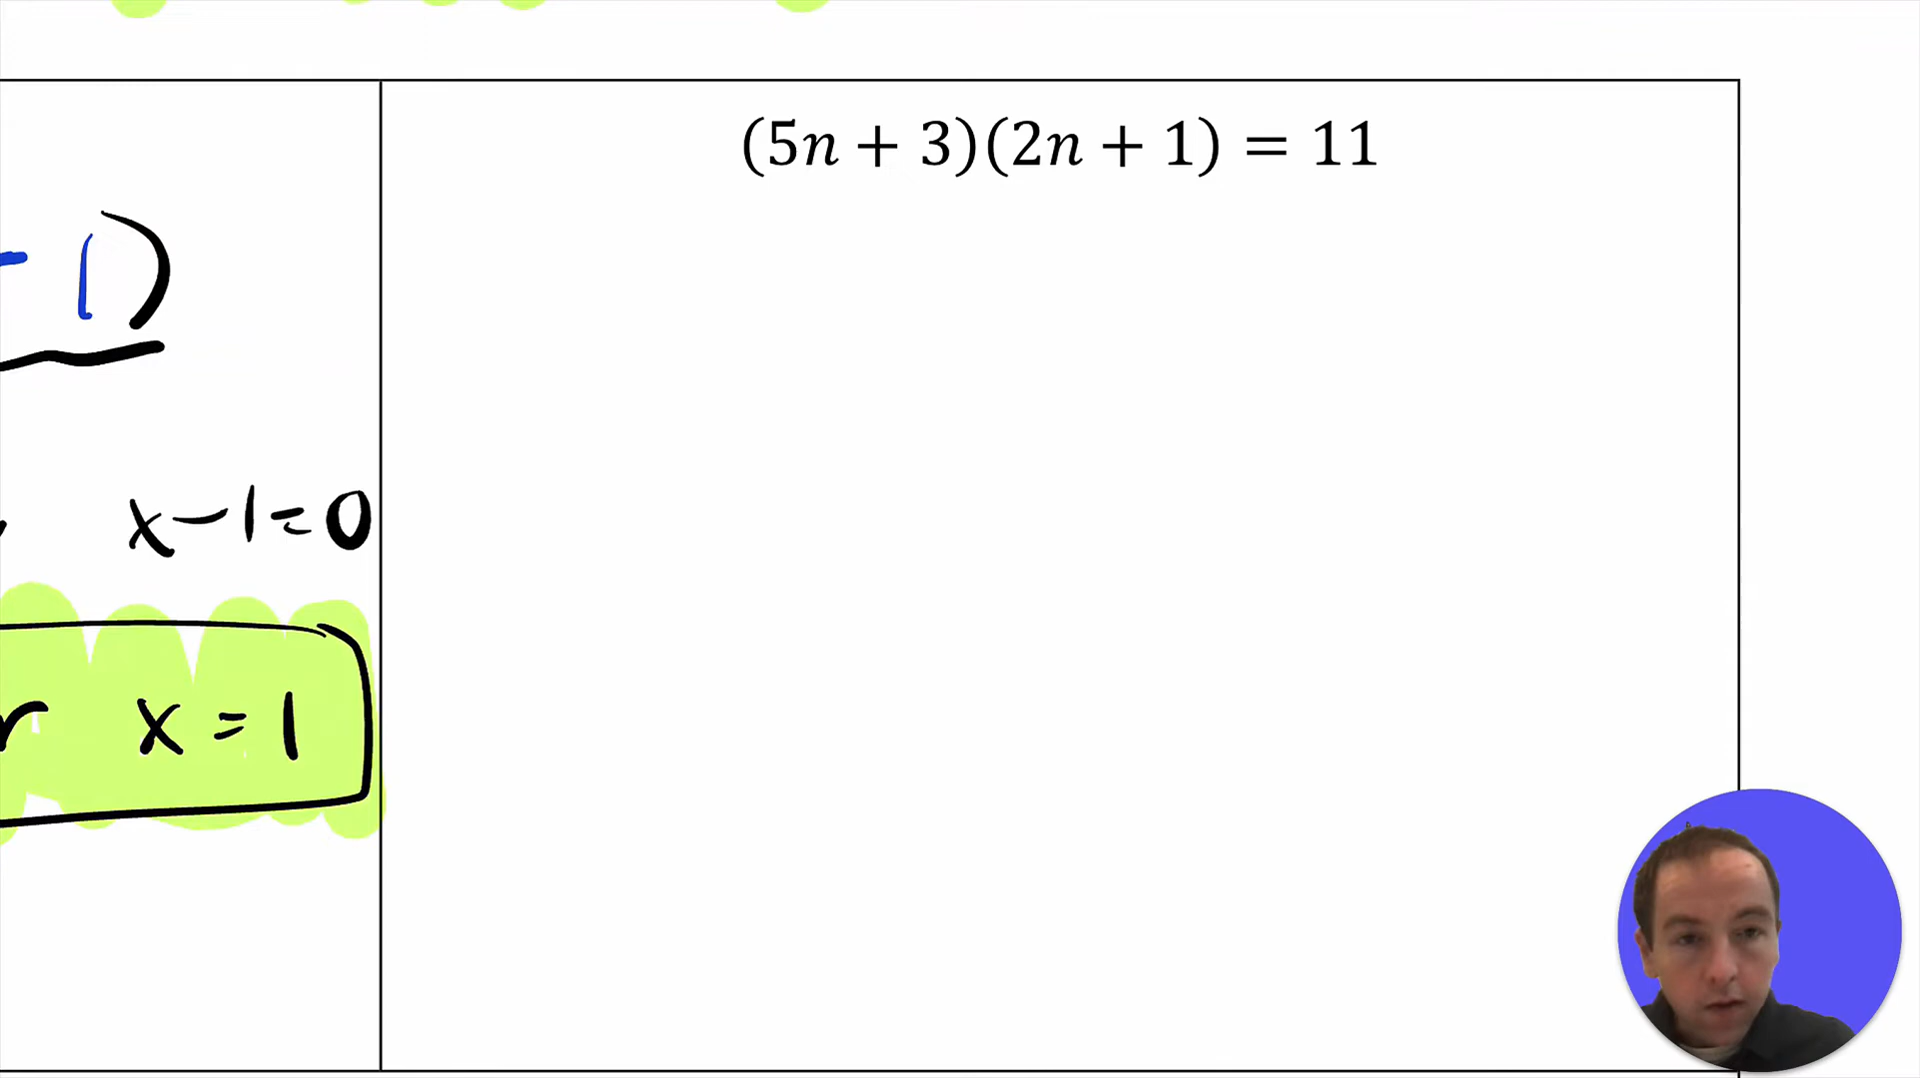 (5n + 3)(2n + 1) = 11
- 1)
x - 1 = 0
r x = 1